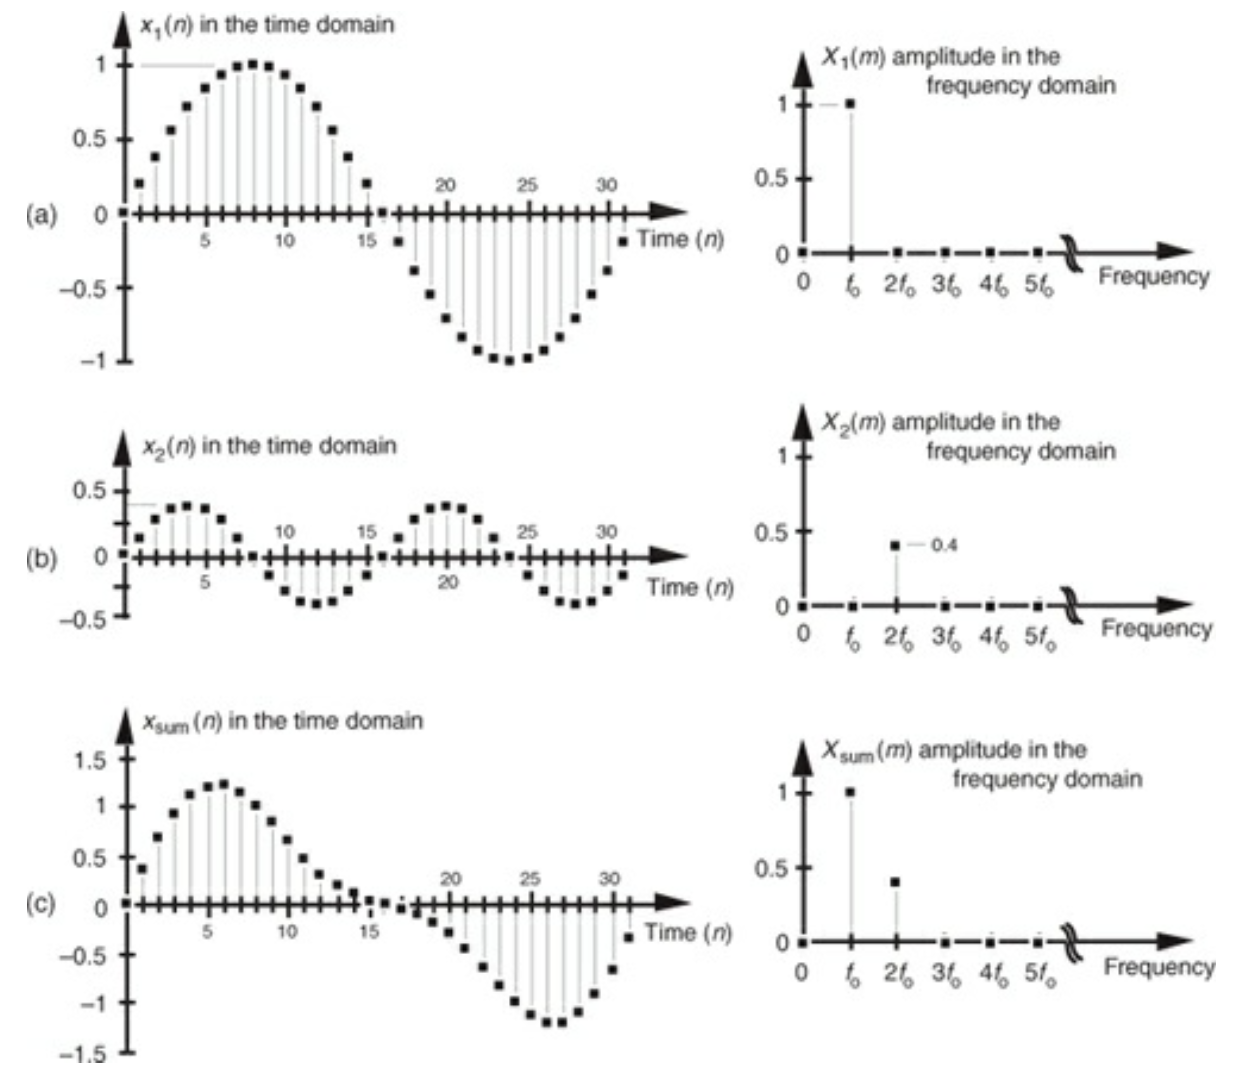 x₁(n) in the time domain
1
0.5
0
–0.5
–1
5
10
15
20
25
30
Time (n)
(a)
X₁(m) amplitude in the
frequency domain
1
0.5
0
0
fₒ
2fₒ
3fₒ
4fₒ
5fₒ
Frequency
x₂(n) in the time domain
0.5
0
–0.5
5
10
15
20
25
30
Time (n)
(b)
X₂(m) amplitude in the
frequency domain
1
0.5
0
0.4
0
fₒ
2fₒ
3fₒ
4fₒ
5fₒ
Frequency
xsum(n) in the time domain
1.5
1
0.5
0
–0.5
–1
–1.5
5
10
15
20
25
30
Time (n)
(c)
Xsum(m) amplitude in the
frequency domain
1
0.5
0
0
fₒ
2fₒ
3fₒ
4fₒ
5fₒ
Frequency